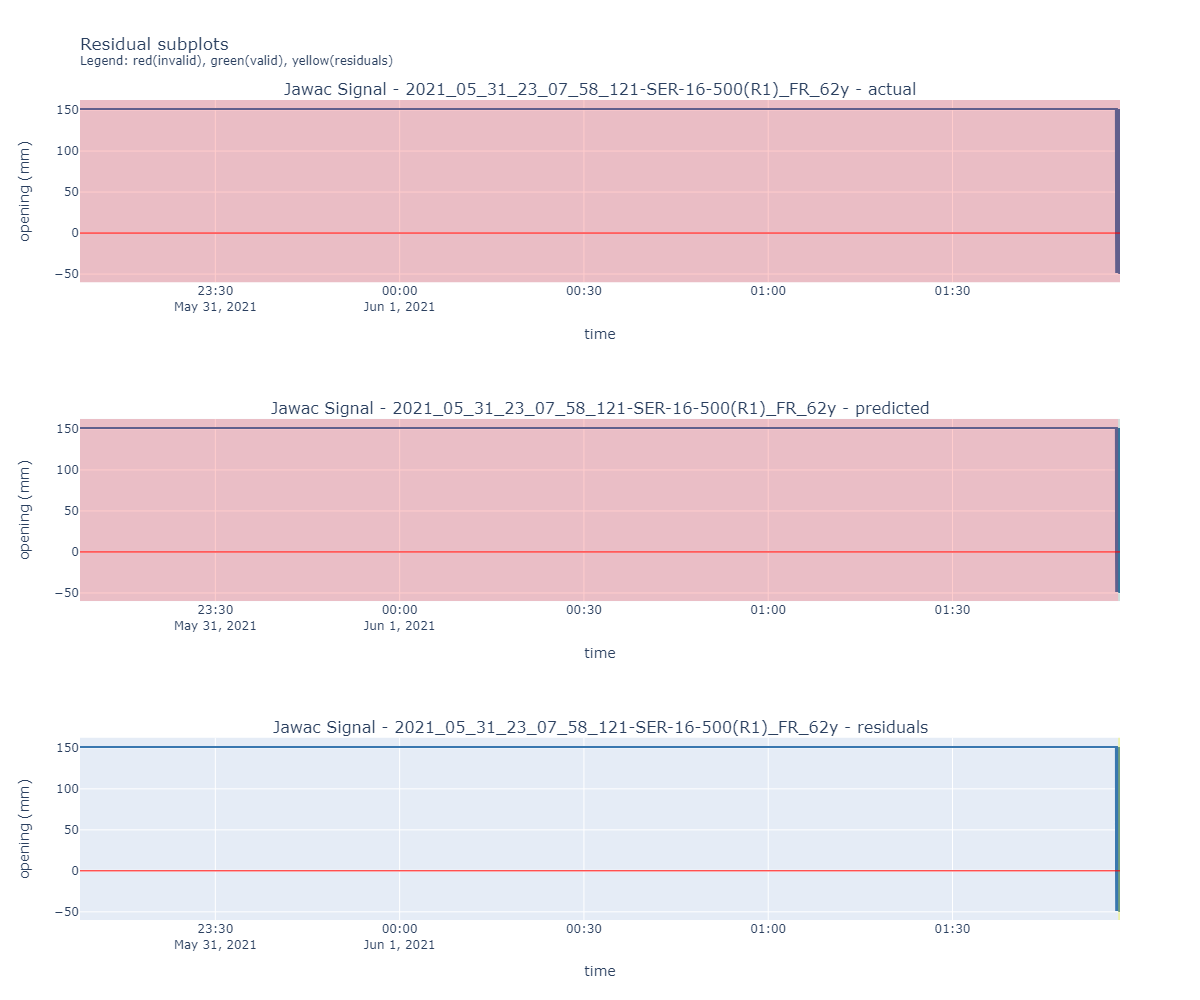 Residual subplots
Legend: red(invalid), green(valid), yellow(residuals)
Jawac Signal - 2021_05_31_23_07_58_121-SER-16-500(R1)_FR_62y - actual
150
100
50
0
−50
opening (mm)
23:30 00:00 00:30 01:00 01:30
May 31, 2021 Jun 1, 2021
time
Jawac Signal - 2021_05_31_23_07_58_121-SER-16-500(R1)_FR_62y - predicted
150
100
50
0
−50
opening (mm)
23:30 00:00 00:30 01:00 01:30
May 31, 2021 Jun 1, 2021
time
Jawac Signal - 2021_05_31_23_07_58_121-SER-16-500(R1)_FR_62y - residuals
150
100
50
0
−50
opening (mm)
23:30 00:00 00:30 01:00 01:30
May 31, 2021 Jun 1, 2021
time